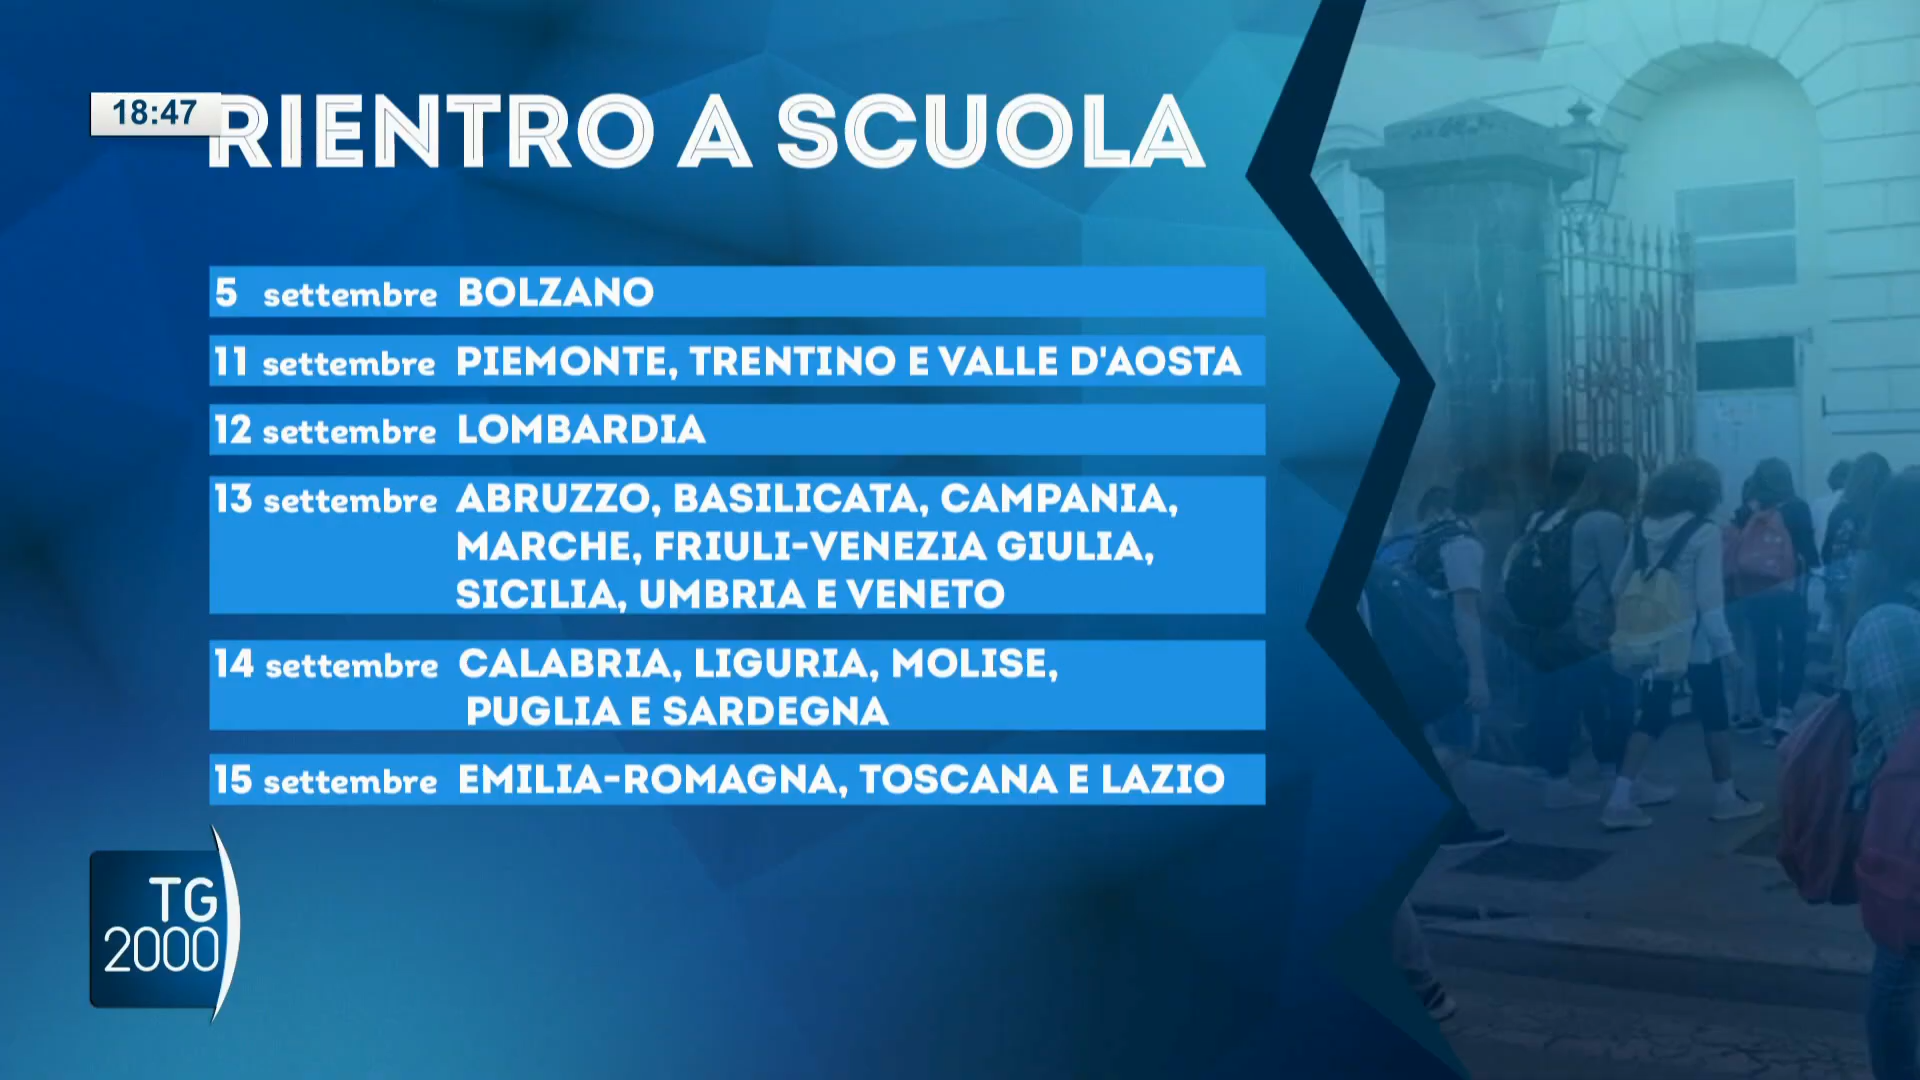 18:47
RIENTRO A SCUOLA
5 settembre BOLZANO
11 settembre PIEMONTE, TRENTINO E VALLE D'AOSTA
12 settembre LOMBARDIA
13 settembre ABRUZZO, BASILICATA, CAMPANIA,
MARCHE, FRIULI-VENEZIA GIULIA,
SICILIA, UMBRIA E VENETO
14 settembre CALABRIA, LIGURIA, MOLISE,
PUGLIA E SARDEGNA
15 settembre EMILIA-ROMAGNA, TOSCANA E LAZIO
TG
2000